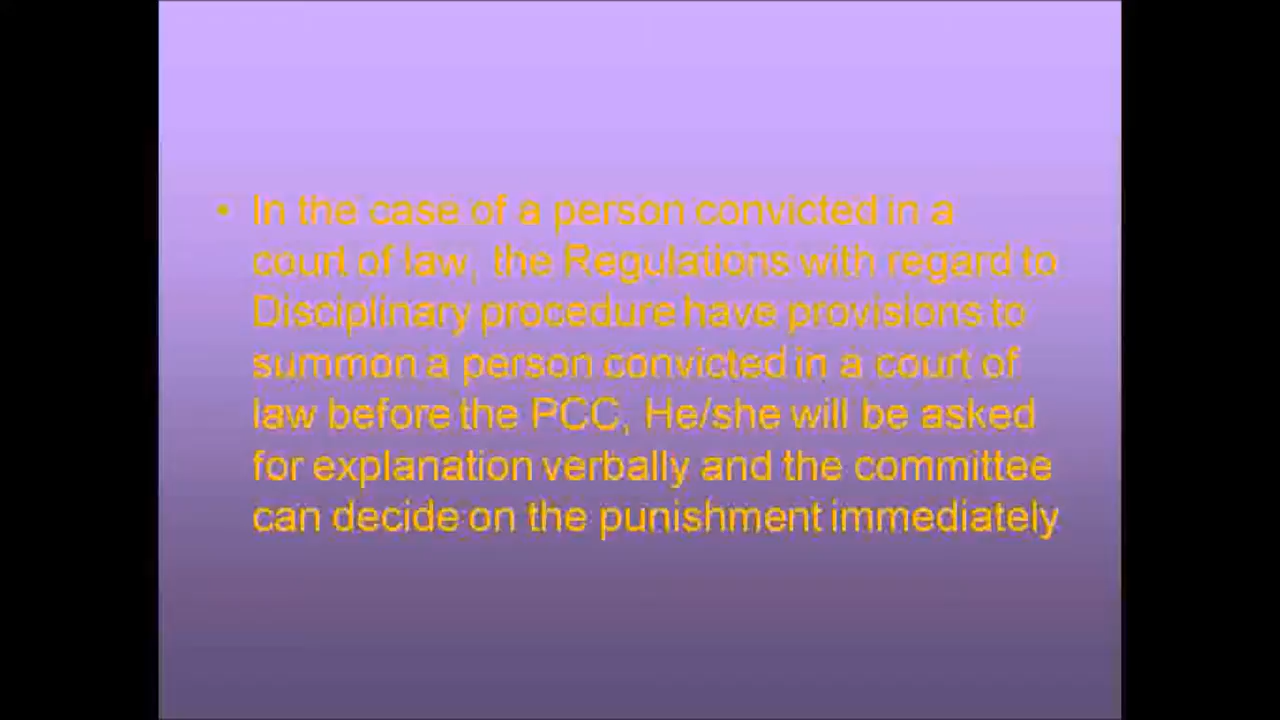 • In the case of a person convicted in a
court of law, the Regulations with regard to
Disciplinary procedure have provisions to
summon a person convicted in a court of
law before the PCC, He/she will be asked
for explanation verbally and the committee
can decide on the punishment immediately